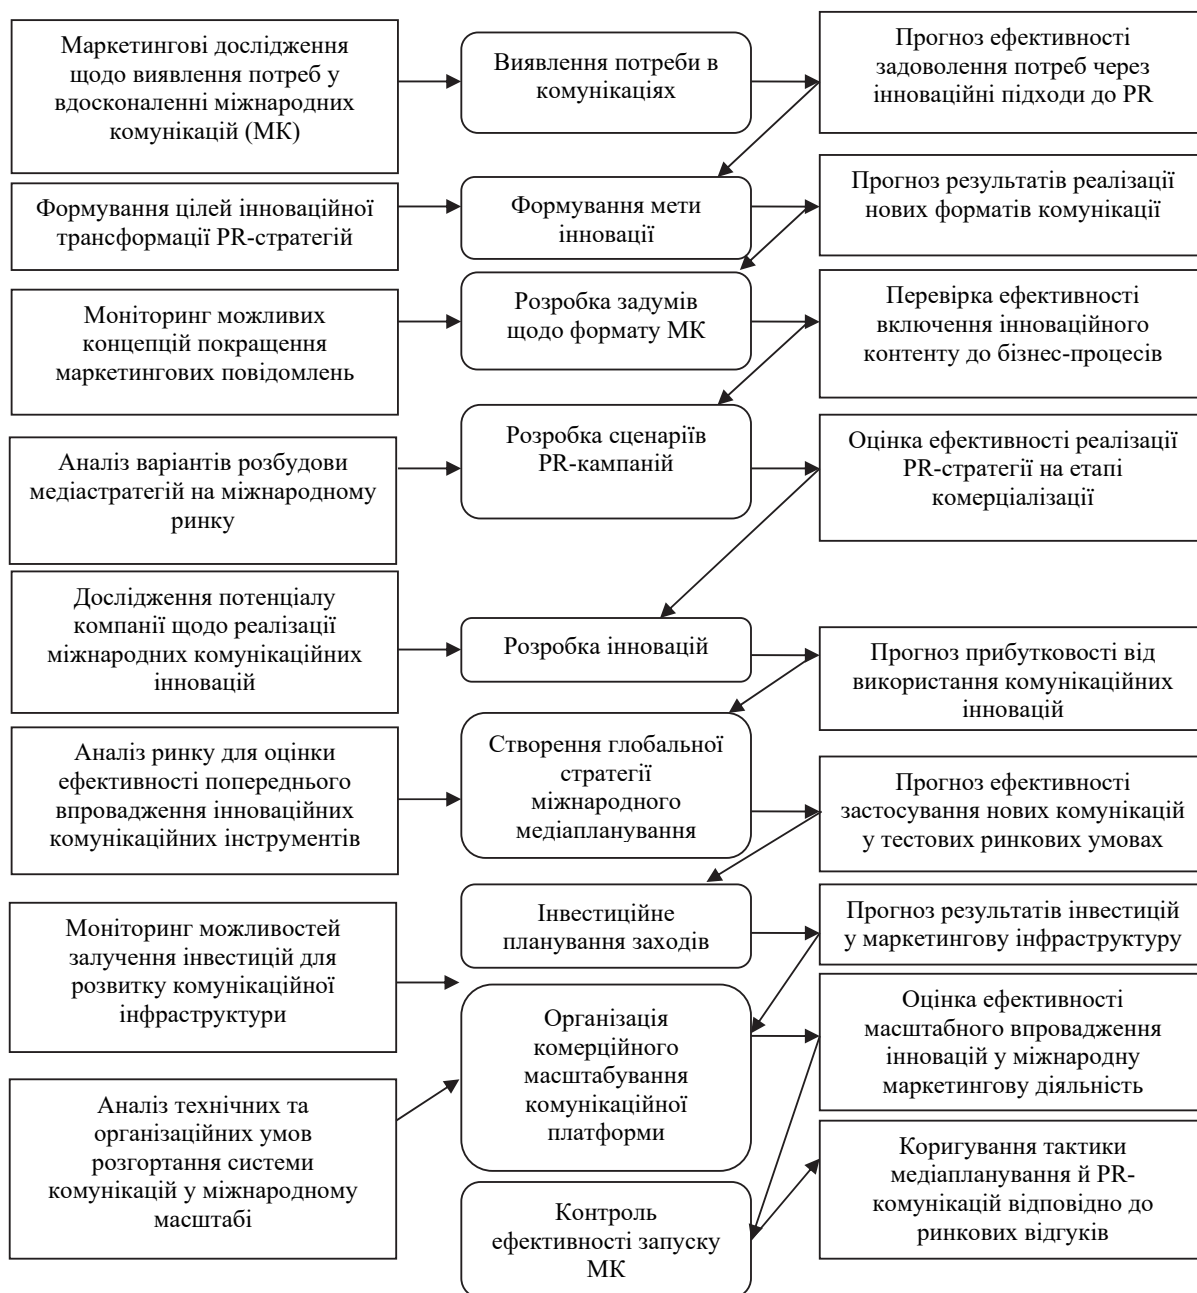 Маркетингові дослідження
щодо виявлення потреб у
вдосконаленні міжнародних
комунікацій (МК)
Виявлення потреби в
комунікаціях
Прогноз ефективності
задоволення потреб через
інноваційні підходи до PR
Формування цілей інноваційної
трансформації PR-стратегій
Формування мети
інновації
Прогноз результатів реалізації
нових форматів комунікації
Моніторинг можливих
концепцій покращення
маркетингових повідомлень
Розробка задумів
щодо формату МК
Перевірка ефективності
включення інноваційного
контенту до бізнес-процесів
Аналіз варіантів розбудови
медіастратегій на міжнародному
ринку
Розробка сценаріїв
PR-кампаній
Оцінка ефективності реалізації
PR-стратегії на етапі
комерціалізації
Дослідження потенціалу
компанії щодо реалізації
міжнародних комунікаційних
інновацій
Розробка інновацій
Прогноз прибутковості від
використання комунікаційних
інновацій
Аналіз ринку для оцінки
ефективності попереднього
впровадження інноваційних
комунікаційних інструментів
Створення глобальної
стратегії
міжнародного
медіапланування
Прогноз ефективності
застосування нових комунікацій
у тестових ринкових умовах
Моніторинг можливостей
залучення інвестицій для
розвитку комунікаційної
інфраструктури
Інвестиційне
планування заходів
Прогноз результатів інвестицій
у маркетингову інфраструктуру
Аналіз технічних та
організаційних умов
розгортання системи
комунікацій у міжнародному
масштабі
Організація
комерційного
масштабування
комунікаційної
платформи
Оцінка ефективності
масштабного впровадження
інновацій у міжнародну
маркетингову діяльність
Контроль
ефективності запуску
МК
Коригування тактики
медіапланування й PR-
комунікацій відповідно до
ринкових відгуків